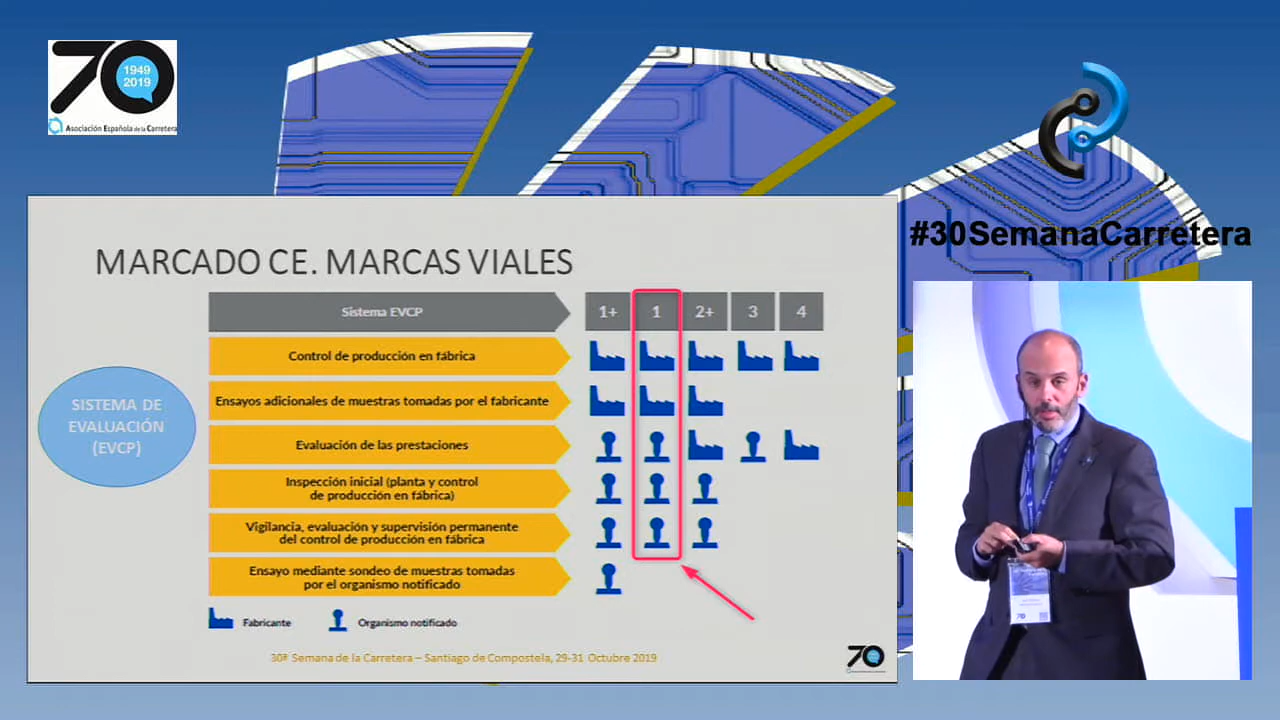 70
1949
2019
Asociación Española de la Carretera
#30SemanaCarretera
MARCADO CE. MARCAS VIALES
Sistema EVCP
1+
1
2+
3
4
Control de producción en fábrica
Ensayos adicionales de muestras tomadas por el fabricante
SISTEMA DE
EVALUACIÓN
(EVCP)
Evaluación de las prestaciones
Inspección inicial (planta y control
de producción en fábrica)
Vigilancia, evaluación y supervisión permanente
del control de producción en fábrica
Ensayo mediante sondeo de muestras tomadas
por el organismo notificado
Fabricante
Organismo notificado
30ª Semana de la Carretera – Santiago de Compostela, 29-31 Octubre 2019
70